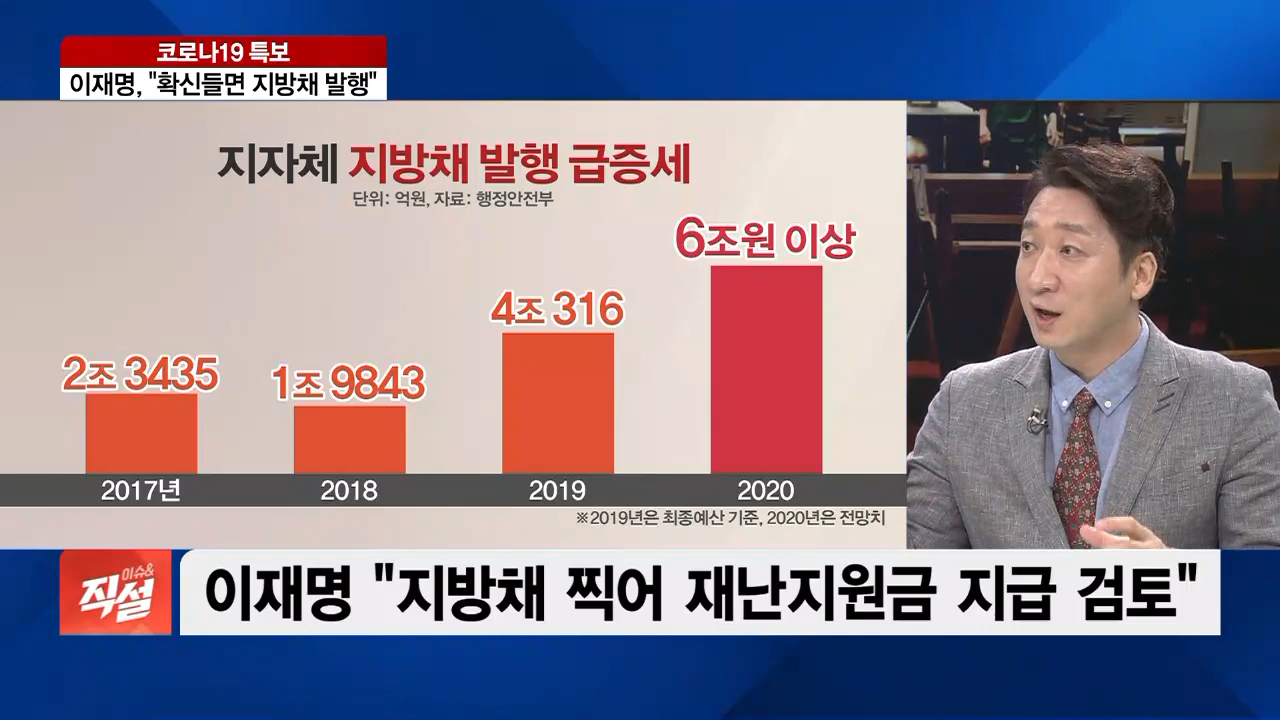 코로나19 특보
이재명, "확신들면 지방채 발행"
지자체 지방채 발행 급증세
단위: 억원, 자료: 행정안전부
2조 3435
1조 9843
4조 316
6조원 이상
2017년
2018
2019
2020
※2019년은 최종예산 기준, 2020년은 전망치
이슈&
직설
이재명 "지방채 찍어 재난지원금 지급 검토"